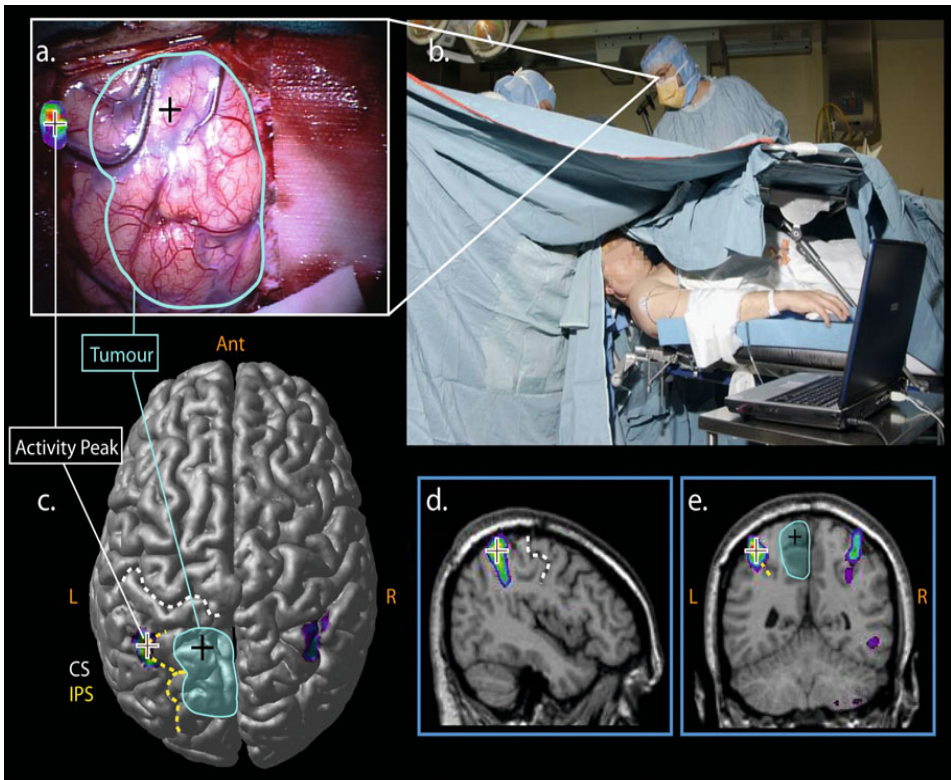 a.
b.
Tumour
Ant
Activity Peak
c.
d.
e.
L
R
L
R
CS
IPS